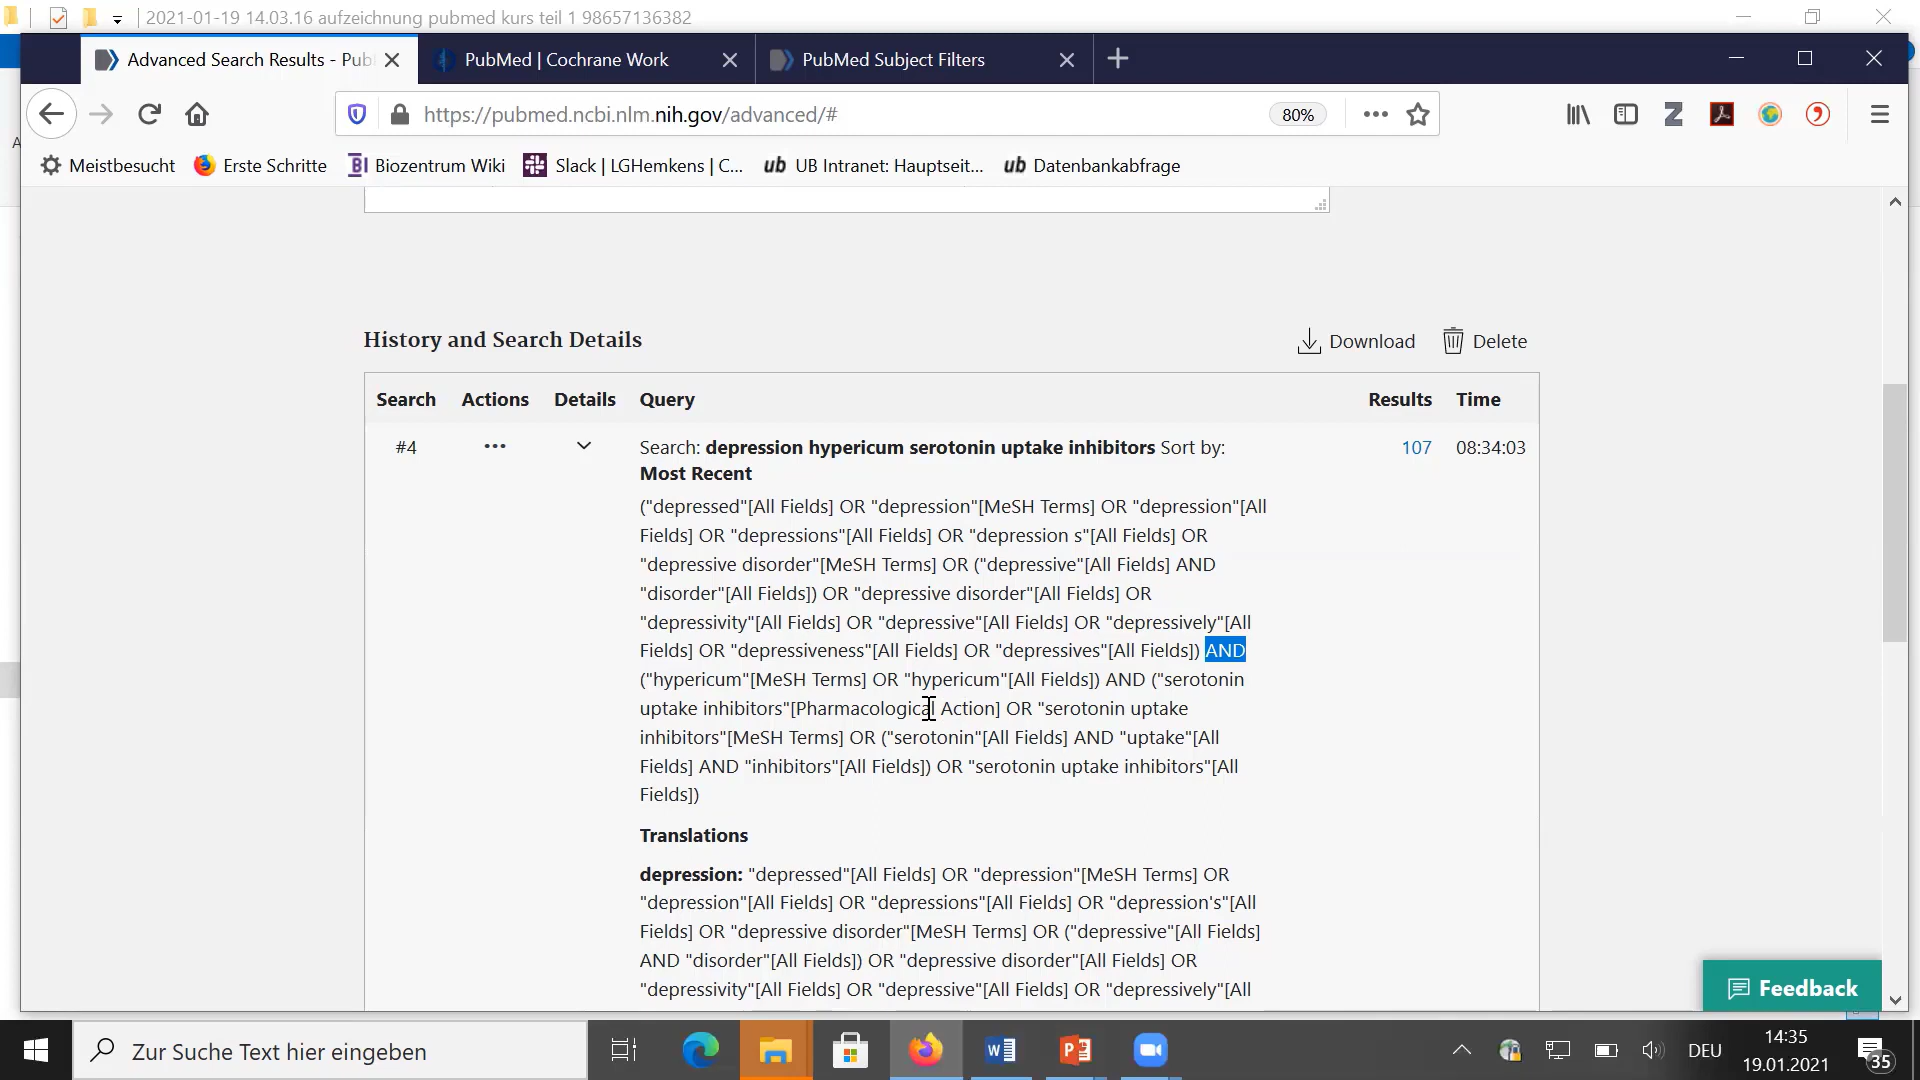 2021-01-19 14.03.16 aufzeichnung pubmed kurs teil 1 98657136382
Advanced Search Results - Pub
PubMed | Cochrane Work
PubMed Subject Filters
https://pubmed.ncbi.nlm.nih.gov/advanced/#
80%
Meistbesucht
Erste Schritte
BI Biozentrum Wiki
Slack | LGHemkens | C...
ub UB Intranet: Hauptseit...
ub Datenbankabfrage
History and Search Details
Download
Delete
Search Actions Details Query Results Time
#4
Search: depression hypericum serotonin uptake inhibitors Sort by:
107 08:34:03
Most Recent
("depressed"[All Fields] OR "depression"[MeSH Terms] OR "depression"[All
Fields] OR "depressions"[All Fields] OR "depression s"[All Fields] OR
"depressive disorder"[MeSH Terms] OR ("depressive"[All Fields] AND
"disorder"[All Fields]) OR "depressive disorder"[All Fields] OR
"depressivity"[All Fields] OR "depressive"[All Fields] OR "depressively"[All
Fields] OR "depressiveness"[All Fields] OR "depressives"[All Fields]) AND
("hypericum"[MeSH Terms] OR "hypericum"[All Fields]) AND ("serotonin
uptake inhibitors"[Pharmacological Action] OR "serotonin uptake
inhibitors"[MeSH Terms] OR ("serotonin"[All Fields] AND "uptake"[All
Fields] AND "inhibitors"[All Fields]) OR "serotonin uptake inhibitors"[All
Fields])
Translations
depression: "depressed"[All Fields] OR "depression"[MeSH Terms] OR
"depression"[All Fields] OR "depressions"[All Fields] OR "depression's"[All
Fields] OR "depressive disorder"[MeSH Terms] OR ("depressive"[All Fields]
AND "disorder"[All Fields]) OR "depressive disorder"[All Fields] OR
"depressivity"[All Fields] OR "depressive"[All Fields] OR "depressively"[All
Feedback
Zur Suche Text hier eingeben
DEU
14:35
19.01.2021
35